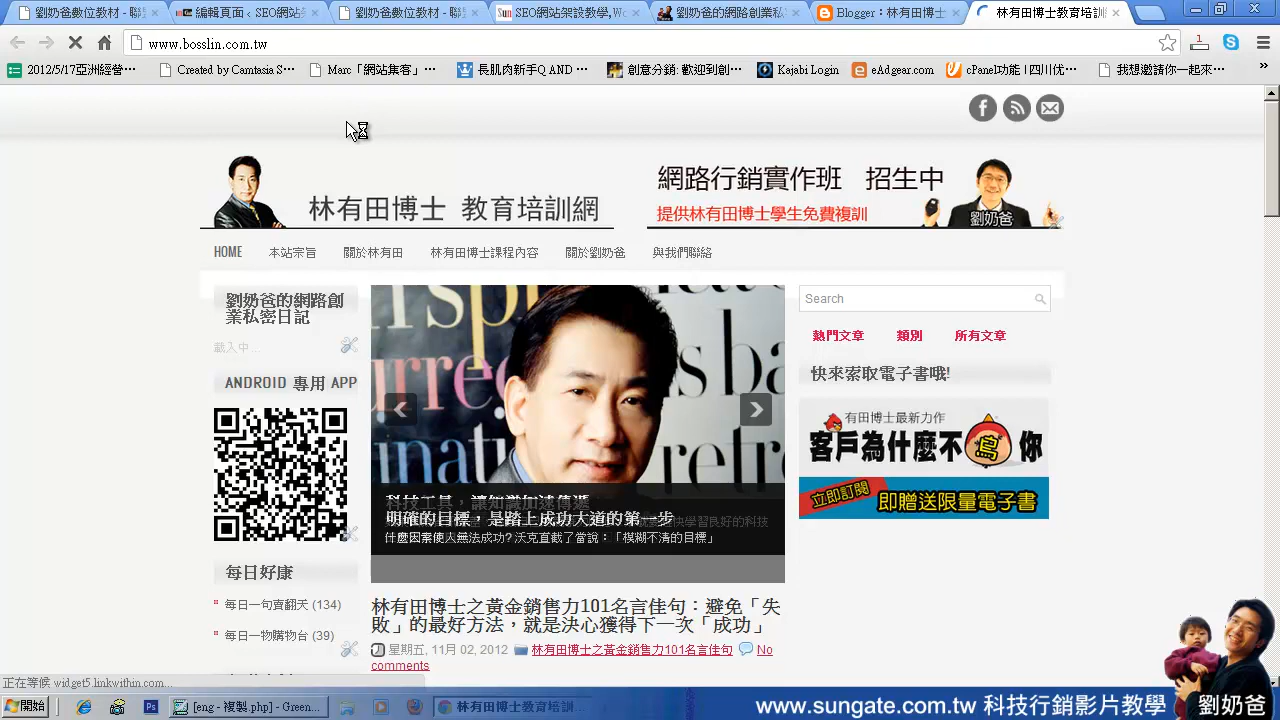 劉奶爸數位教材 - 聯
編輯頁面 ‹ SEO網站
劉奶爸數位教材 - 聯
Sun SEO網站架設教學,Wo
劉奶爸的網路創業私
Blogger：林有田博士
林有田博士教育培訓
www.bosslin.com.tw
2012/5/17亞洲經營…
Created by Camtasia S…
Marc「網站集客」…
長肌肉新手Q AND …
創意分銷: 歡迎到創…
Kajabi Login
eAdgear.com
cPanel功能 | 四川优…
我想邀請你一起來…
»
林有田博士 教育培訓網
網路行銷實作班 招生中
提供林有田博士學生免費複訓
劉奶爸
HOME 本站宗旨 關於林有田 林有田博士課程內容 關於劉奶爸 與我們聯絡
劉奶爸的網路創
業私密日記
載入中...
ANDROID 專用 APP
每日好康
每日一句賣翻天 (134)
每日一物購物台 (39)
科技工具，讓知識加速傳遞
明確的目標，是踏上成功大道的第一步
什麼因素使人無法成功? 沃克直截了當說：「模糊不清的目標」
林有田博士之黃金銷售力101名言佳句：避免「失
敗」的最好方法，就是決心獲得下一次「成功」
星期五, 11月 02, 2012 林有田博士之黃金銷售力101名言佳句 No
comments
Search
熱門文章 類別 所有文章
快來索取電子書哦!
有田博士最新力作
客戶為什麼不鳥你
立即訂閱 即贈送限量電子書
正在等候 widget5.linkwithin.com...
開始
[eng - 複製.php] - Green...
林有田博士教育培訓...
www.sungate.com.tw 科技行銷影片教學
劉奶爸